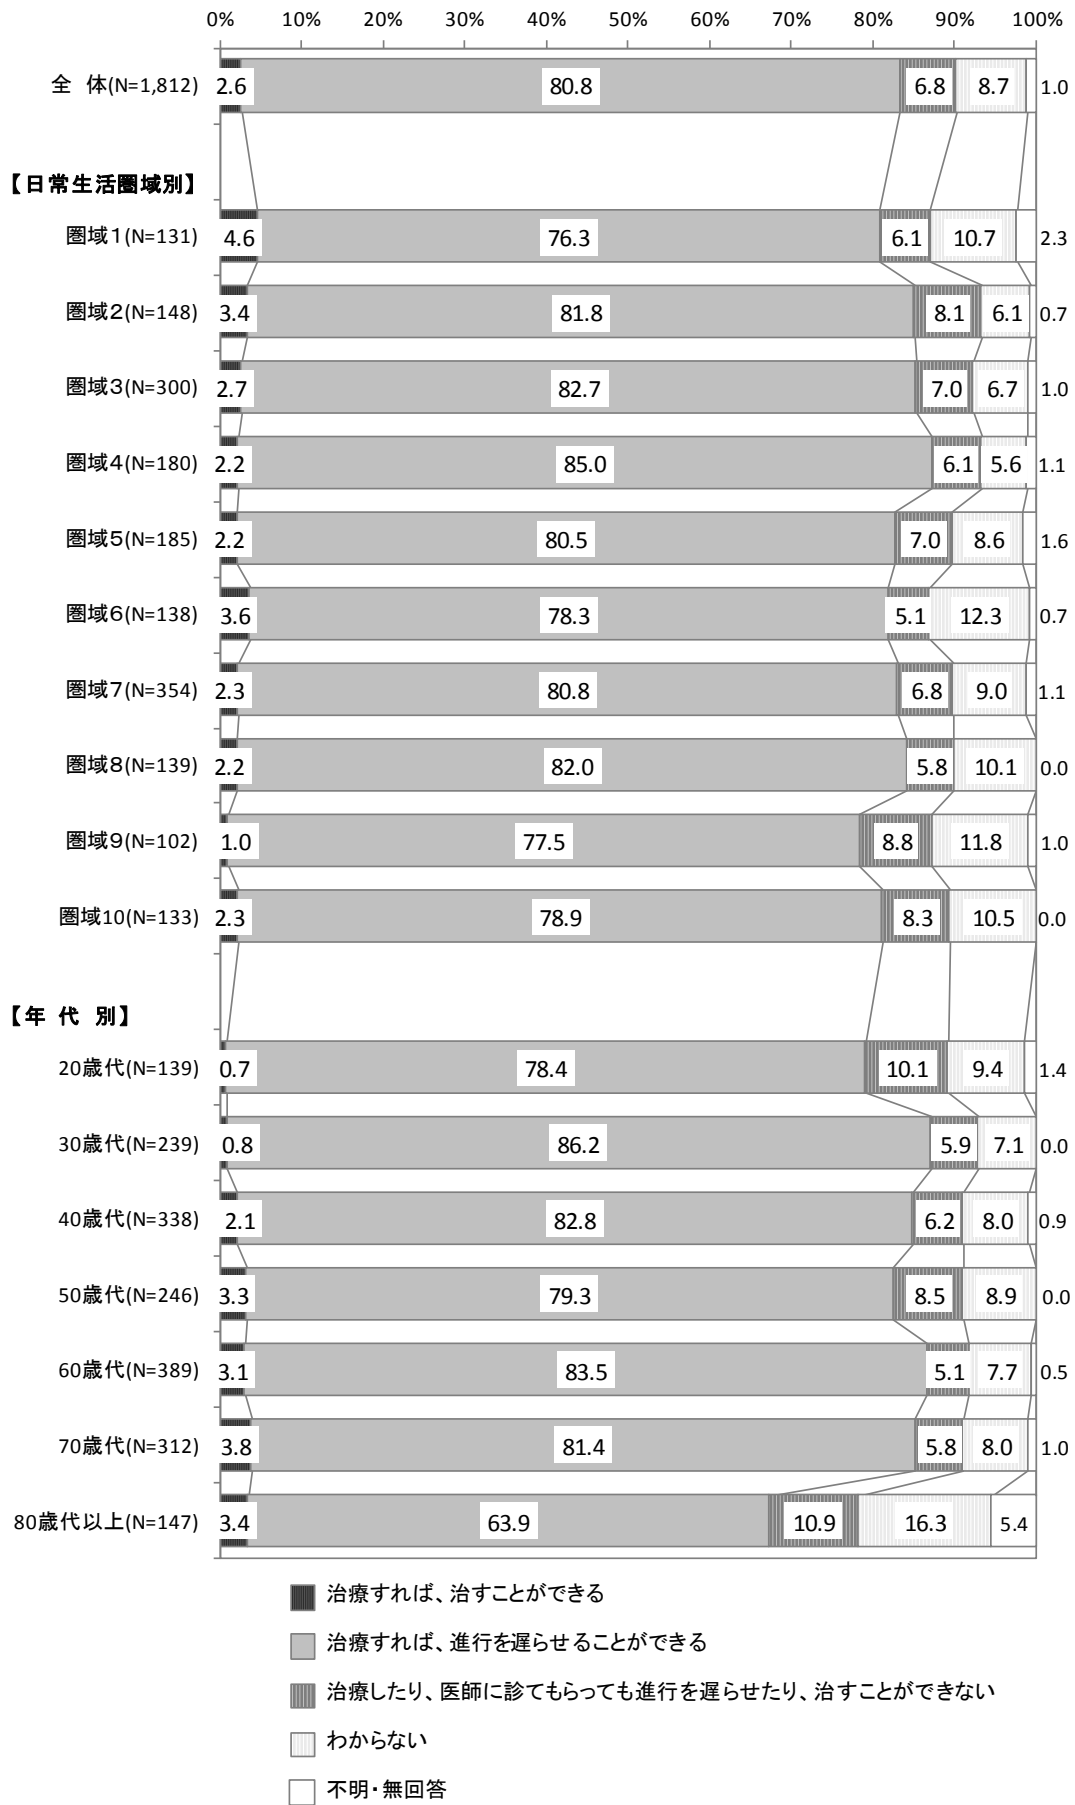 0% 10% 20% 30% 40% 50% 60% 70% 80% 90% 100%
全 体(N=1,812) 2.6 80.8 6.8 8.7 1.0
【日常生活圏域別】
圏域1(N=131) 4.6 76.3 6.1 10.7 2.3
圏域2(N=148) 3.4 81.8 8.1 6.1 0.7
圏域3(N=300) 2.7 82.7 7.0 6.7 1.0
圏域4(N=180) 2.2 85.0 6.1 5.6 1.1
圏域5(N=185) 2.2 80.5 7.0 8.6 1.6
圏域6(N=138) 3.6 78.3 5.1 12.3 0.7
圏域7(N=354) 2.3 80.8 6.8 9.0 1.1
圏域8(N=139) 2.2 82.0 5.8 10.1 0.0
圏域9(N=102) 1.0 77.5 8.8 11.8 1.0
圏域10(N=133) 2.3 78.9 8.3 10.5 0.0
【年 代 別】
20歳代(N=139) 0.7 78.4 10.1 9.4 1.4
30歳代(N=239) 0.8 86.2 5.9 7.1 0.0
40歳代(N=338) 2.1 82.8 6.2 8.0 0.9
50歳代(N=246) 3.3 79.3 8.5 8.9 0.0
60歳代(N=389) 3.1 83.5 5.1 7.7 0.5
70歳代(N=312) 3.8 81.4 5.8 8.0 1.0
80歳代以上(N=147) 3.4 63.9 10.9 16.3 5.4
治療すれば、治すことができる
治療すれば、進行を遅らせることができる
治療したり、医師に診てもらっても進行を遅らせたり、治すことができない
わからない
不明・無回答